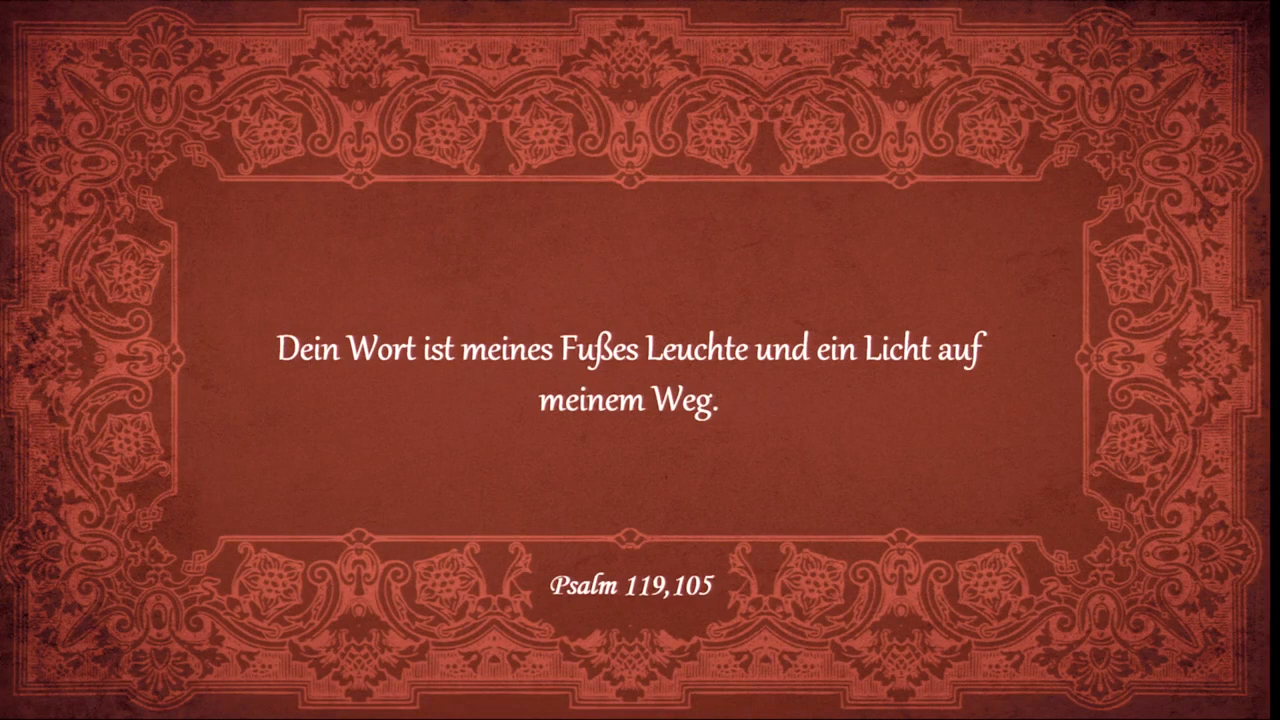 Dein Wort ist meines Fußes Leuchte und ein Licht auf
meinem Weg.
Psalm 119,105